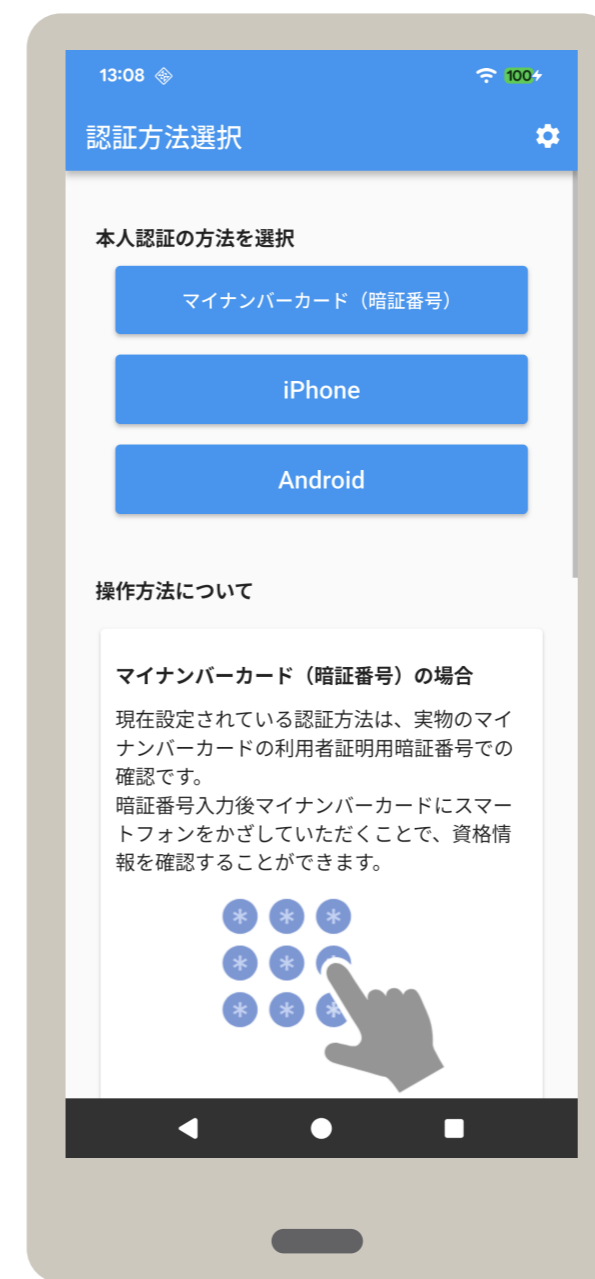 13:08
100
認証方法選択
本人認証の方法を選択
マイナンバーカード（暗証番号）
iPhone
Android
操作方法について
マイナンバーカード（暗証番号）の場合
現在設定されている認証方法は、実物のマイ
ナンバーカードの利用者証明用暗証番号での
確認です。
暗証番号入力後マイナンバーカードにスマー
トフォンをかざしていただくことで、資格情
報を確認することができます。
* * *
* *
* * *